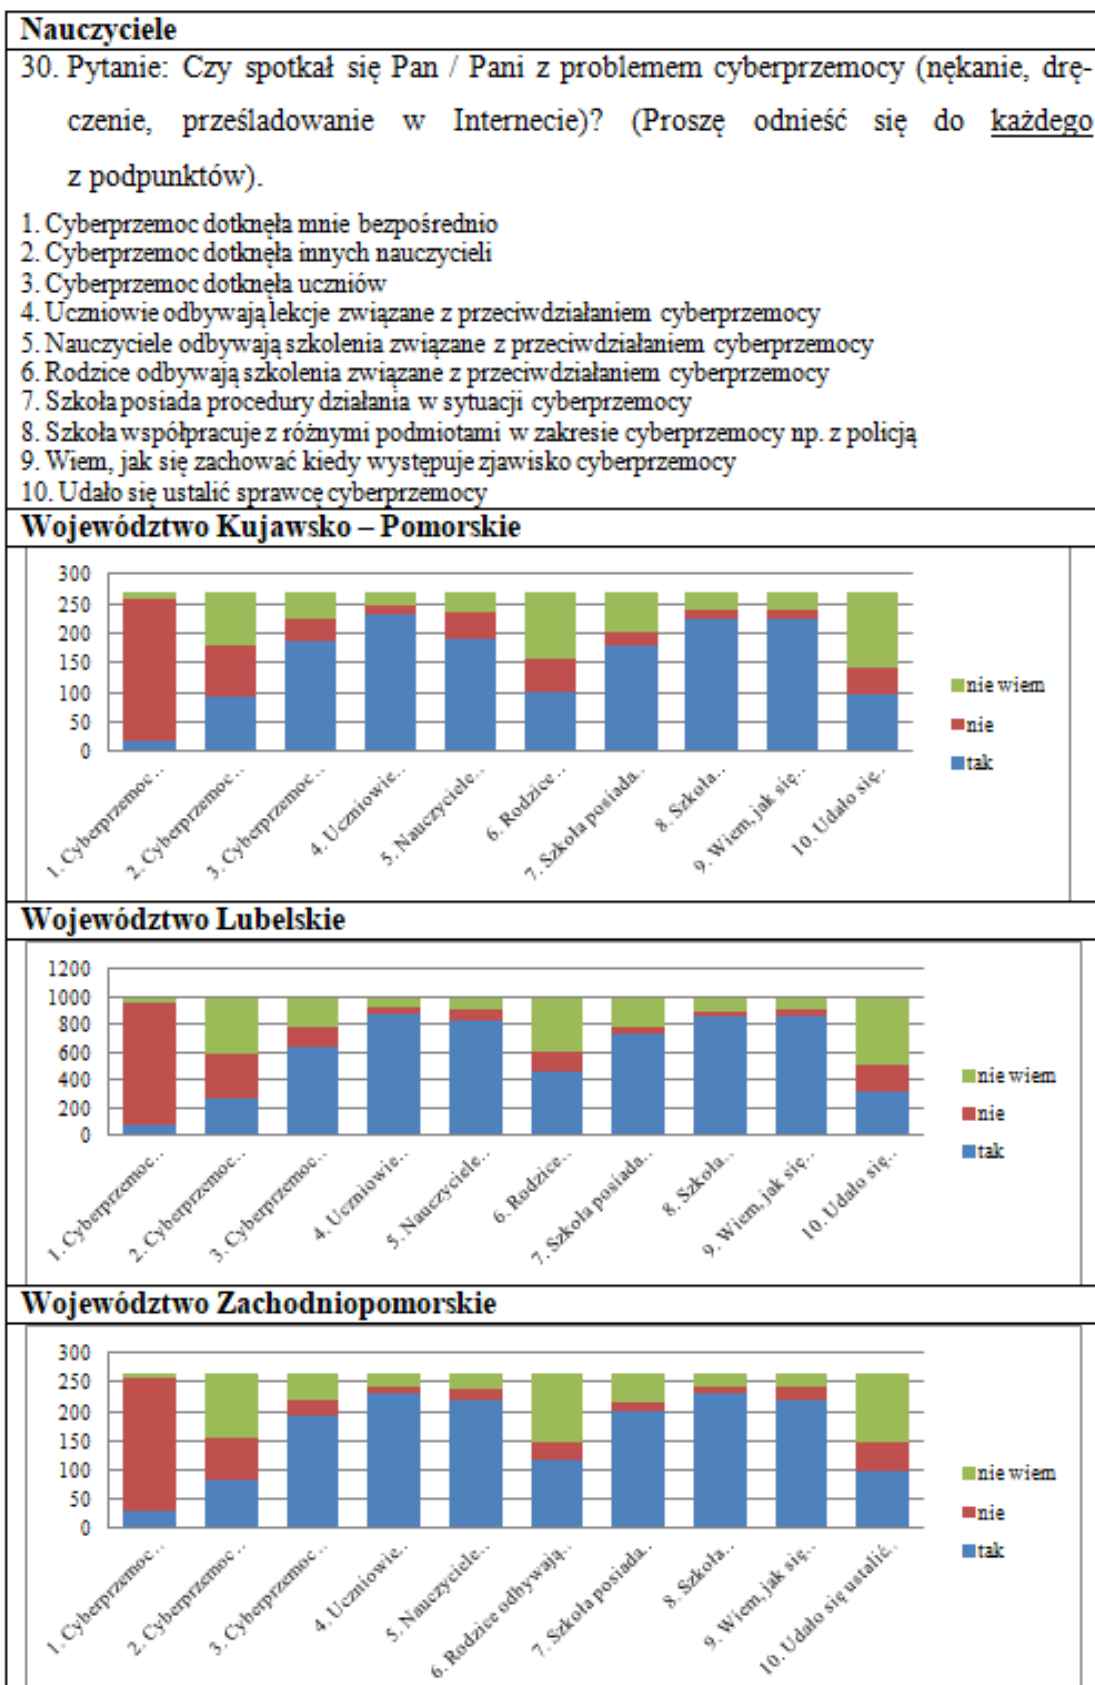 Nauczyciele
30. Pytanie: Czy spotkał się Pan / Pani z problemem cyberprzemocy (nękanie, drę-
czenie, prześladowanie w Internecie)? (Proszę odnieść się do każdego
z podpunktów).
1. Cyberprzemoc dotknęła mnie bezpośrednio
2. Cyberprzemoc dotknęła innych nauczycieli
3. Cyberprzemoc dotknęła uczniów
4. Uczniowie odbywają lekcje związane z przeciwdziałaniem cyberprzemocy
5. Nauczyciele odbywają szkolenia związane z przeciwdziałaniem cyberprzemocy
6. Rodzice odbywają szkolenia związane z przeciwdziałaniem cyberprzemocy
7. Szkoła posiada procedury działania w sytuacji cyberprzemocy
8. Szkoła współpracuje z różnymi podmiotami w zakresie cyberprzemocy np. z policją
9. Wiem, jak się zachować kiedy występuje zjawisko cyberprzemocy
10. Udało się ustalić sprawcę cyberprzemocy
Województwo Kujawsko – Pomorskie
300
250
200
150
100
50
0
1. Cyberprzemoc..
2. Cyberprzemoc..
3. Cyberprzemoc..
4. Uczniowie..
5. Nauczyciele..
6. Rodzice..
7. Szkoła posiada..
8. Szkoła..
9. Wiem, jak się..
10. Udało się..
nie wiem
nie
tak
Województwo Lubelskie
1200
1000
800
600
400
200
0
1. Cyberprzemoc..
2. Cyberprzemoc..
3. Cyberprzemoc..
4. Uczniowie..
5. Nauczyciele..
6. Rodzice..
7. Szkoła posiada..
8. Szkoła..
9. Wiem, jak się..
10. Udało się..
nie wiem
nie
tak
Województwo Zachodniopomorskie
300
250
200
150
100
50
0
1. Cyberprzemoc..
2. Cyberprzemoc..
3. Cyberprzemoc..
4. Uczniowie..
5. Nauczyciele..
6. Rodzice odbywają..
7. Szkoła posiada..
8. Szkoła..
9. Wiem, jak się..
10. Udało się ustalić..
nie wiem
nie
tak